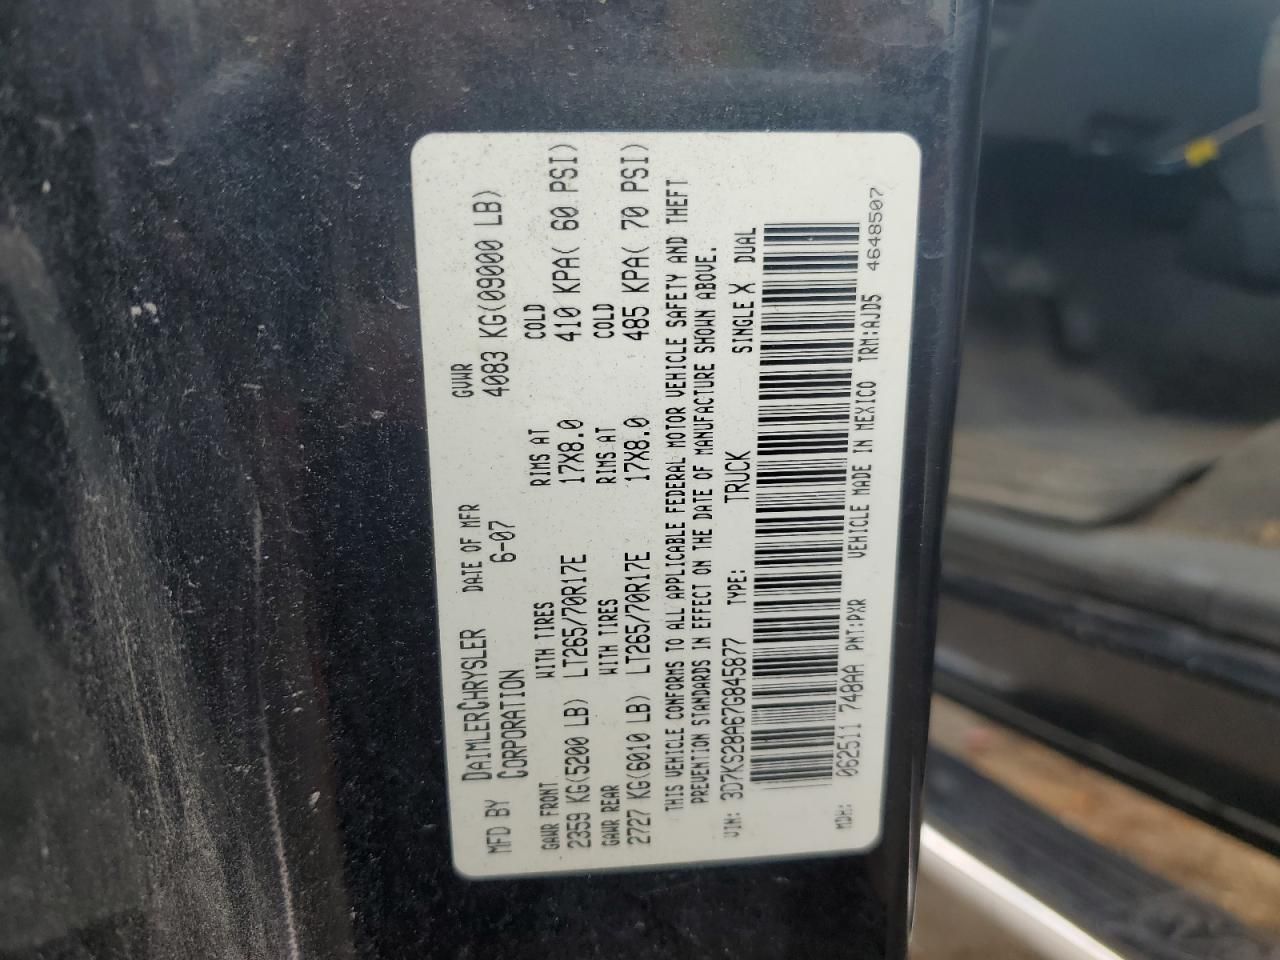 MFD BY DAIMLERCHRYSLER CORPORATION DATE OF MFR 6-07 GVWR 4083 KG(09000 LB)
GAWR FRONT WITH TIRES RIMS AT COLD
2359 KG(5200 LB) LT265/70R17E 17X8.0 410 KPA( 60 PSI)
GAWR REAR WITH TIRES RIMS AT COLD
2727 KG(6010 LB) LT265/70R17E 17X8.0 485 KPA( 70 PSI)
THIS VEHICLE CONFORMS TO ALL APPLICABLE FEDERAL MOTOR VEHICLE SAFETY AND THEFT
PREVENTION STANDARDS IN EFFECT ON THE DATE OF MANUFACTURE SHOWN ABOVE.
VIN: 3D7KS28A67G845877 TYPE: TRUCK SINGLE X DUAL
MDH: 062511 748AA PNT:PXR VEHICLE MADE IN MEXICO TRM:AJD5 4648507